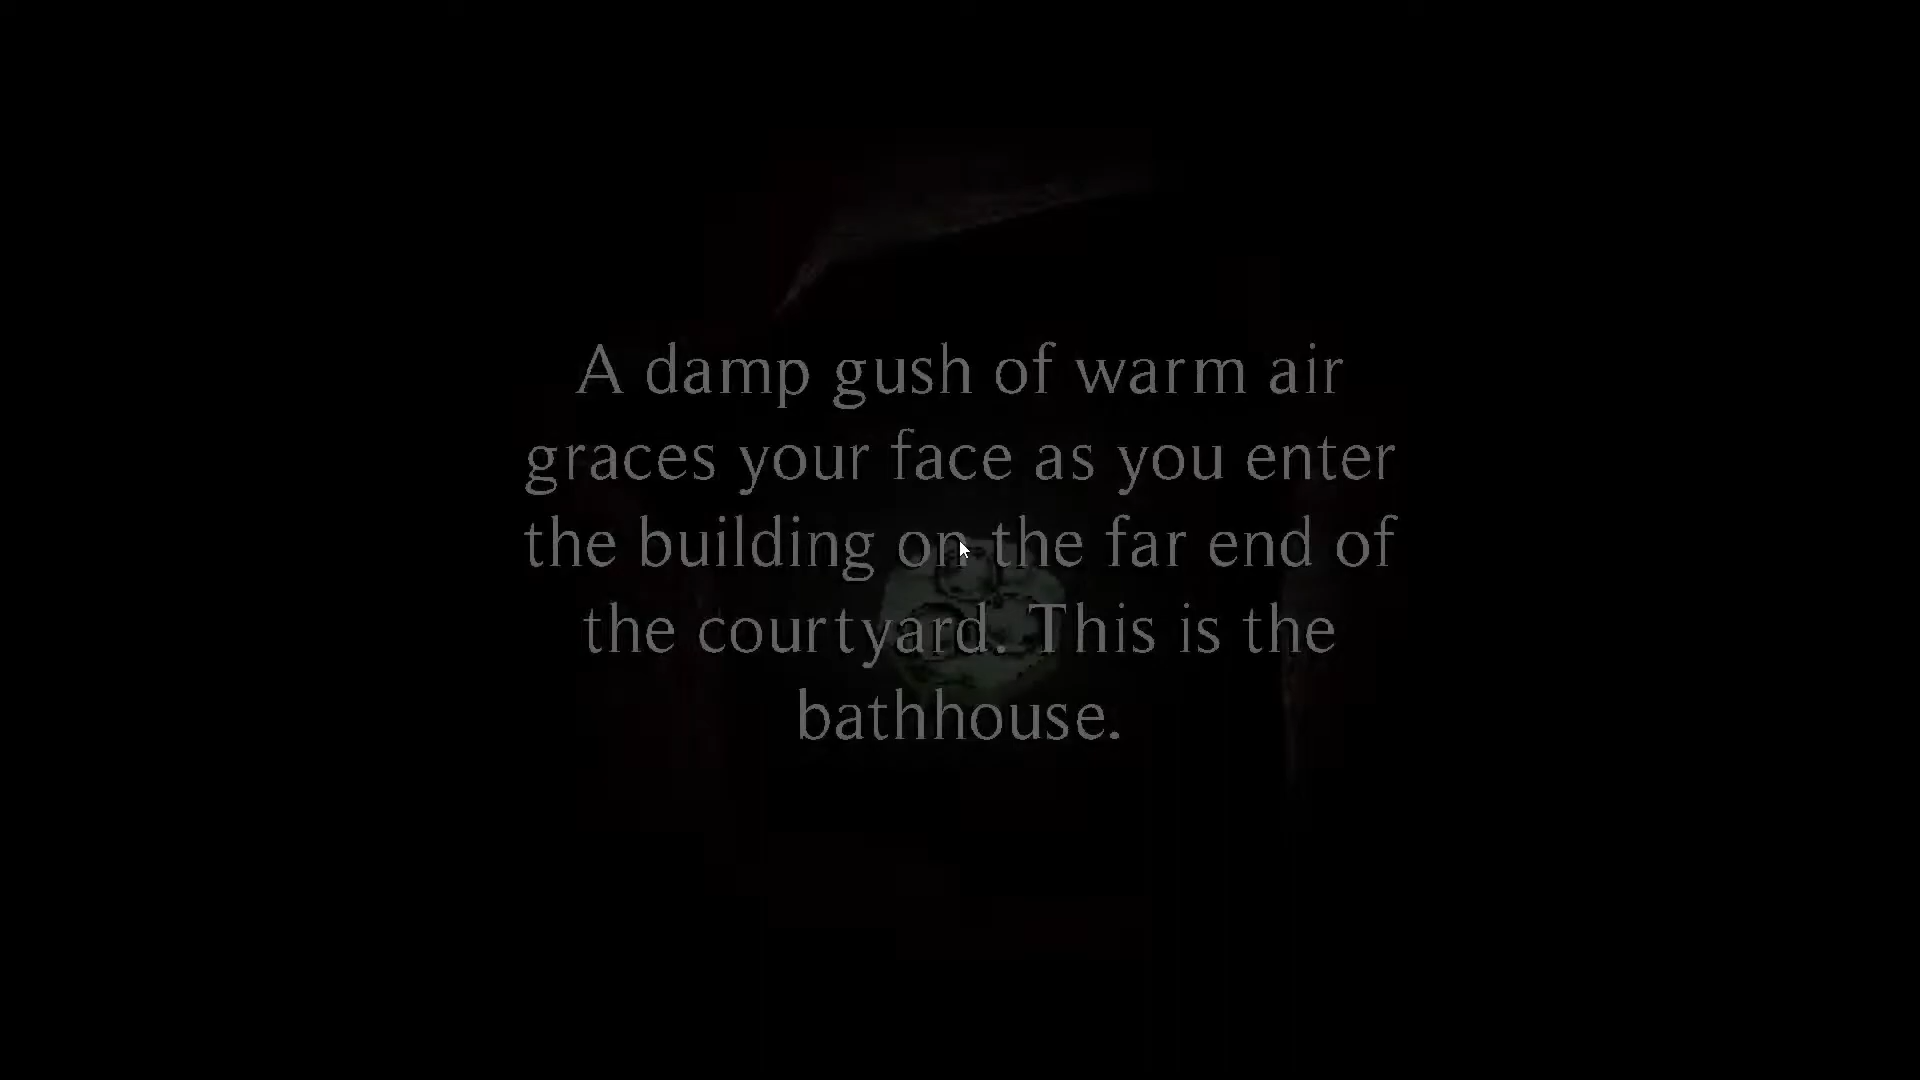 A damp gush of warm air
graces your face as you enter
the building on the far end of
the courtyard. This is the
bathhouse.